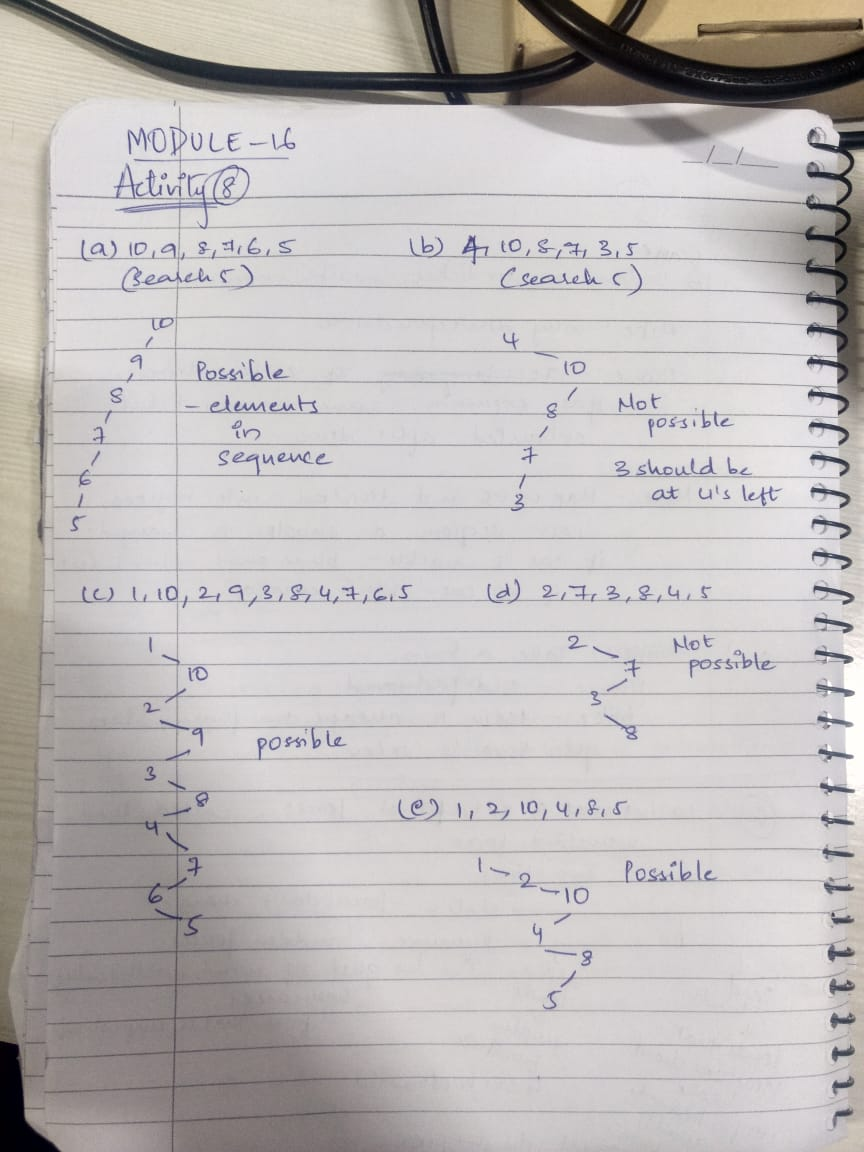 MODULE-16
Activity 8
(a) 10, 9, 8, 7, 6, 5
(Search 5)
10
9
8
7
6
5
Possible
- elements
in
sequence
(b) 4, 10, 8, 7, 3, 5
(search 5)
4
10
8
7
3
Not
possible
3 should be
at 4's left
(c) 1, 10, 2, 9, 3, 8, 4, 7, 6, 5
1
10
2
9
3
8
4
7
6
5
possible
(d) 2, 7, 3, 8, 4, 5
2
7
3
8
Not
possible
(e) 1, 2, 10, 4, 8, 5
1
2
10
4
8
5
Possible